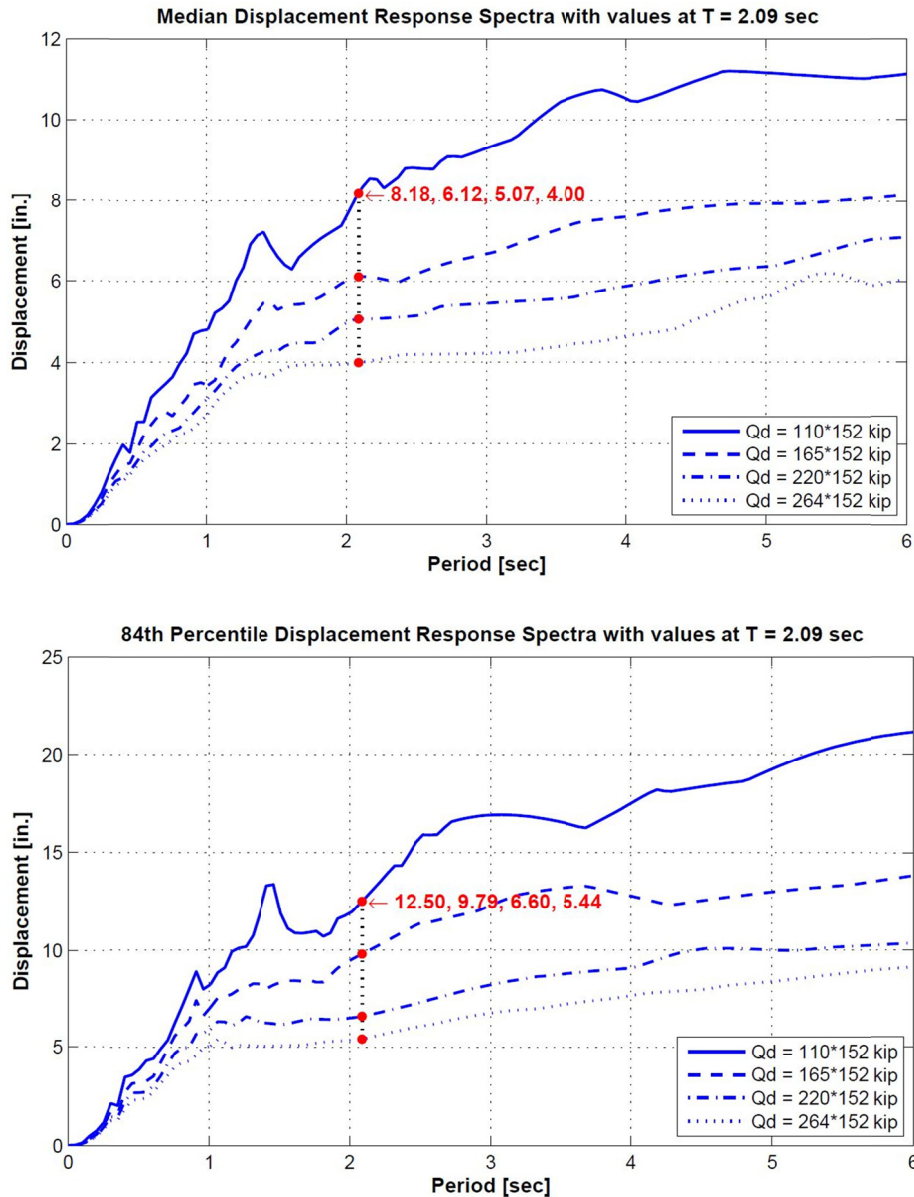 Median Displacement Response Spectra with values at T = 2.09 sec
12
10
8
6
4
2
0
Displacement [in.]
← 8.18, 6.12, 5.07, 4.00
Qd = 110*152 kip
Qd = 165*152 kip
Qd = 220*152 kip
Qd = 264*152 kip
0 1 2 3 4 5 6
Period [sec]
84th Percentile Displacement Response Spectra with values at T = 2.09 sec
25
20
15
10
5
0
Displacement [in.]
← 12.50, 9.79, 6.60, 5.44
Qd = 110*152 kip
Qd = 165*152 kip
Qd = 220*152 kip
Qd = 264*152 kip
0 1 2 3 4 5 6
Period [sec]